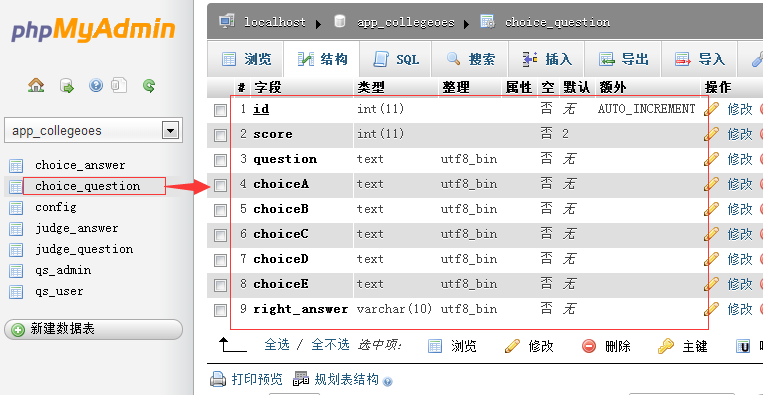 phpMyAdmin
localhost ▶ app_collegeoes ▶ choice_question
浏览 结构 SQL 搜索 插入 导出 导入
# 字段 类型 整理 属性 空 默认 额外 操作
1 id int(11) 否 无 AUTO_INCREMENT 修改
2 score int(11) 否 2 修改
3 question text utf8_bin 否 无 修改
4 choiceA text utf8_bin 否 无 修改
5 choiceB text utf8_bin 否 无 修改
6 choiceC text utf8_bin 否 无 修改
7 choiceD text utf8_bin 否 无 修改
8 choiceE text utf8_bin 否 无 修改
9 right_answer varchar(10) utf8_bin 否 无 修改
全选 / 全不选 选中项: 浏览 修改 删除 主键 U
打印预览 规划表结构
app_collegeoes
choice_answer
choice_question
config
judge_answer
judge_question
qs_admin
qs_user
新建数据表